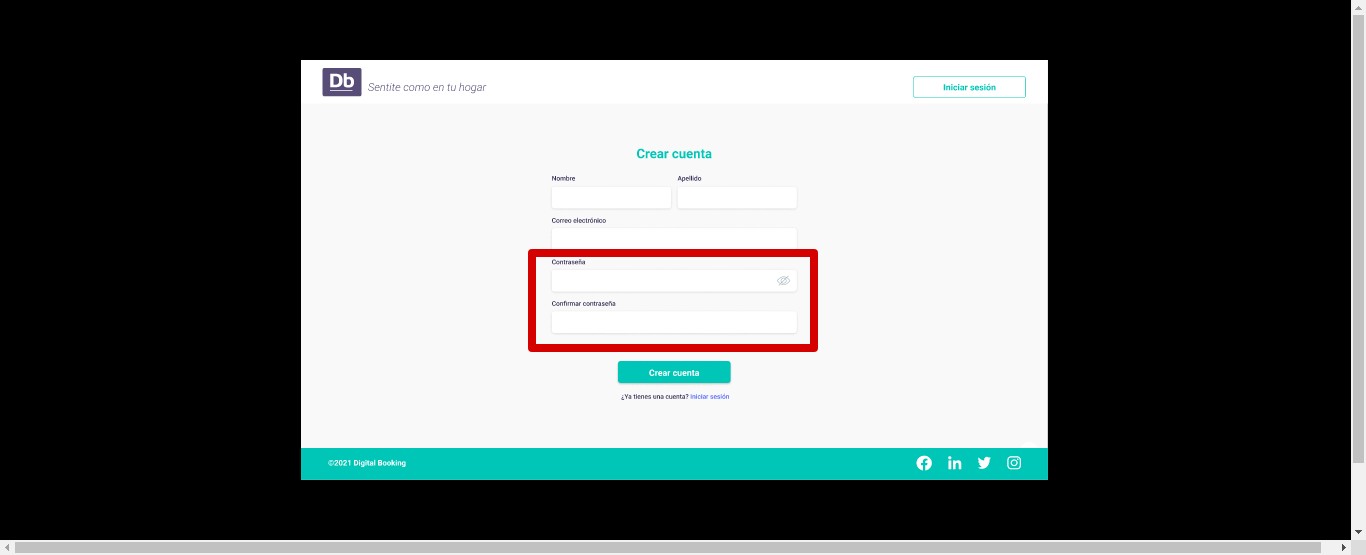 Db
Sentite como en tu hogar
Iniciar sesión
Crear cuenta
Nombre
Apellido
Correo electrónico
Contraseña
Confirmar contraseña
Crear cuenta
¿Ya tienes una cuenta? Iniciar sesión
©2021 Digital Booking